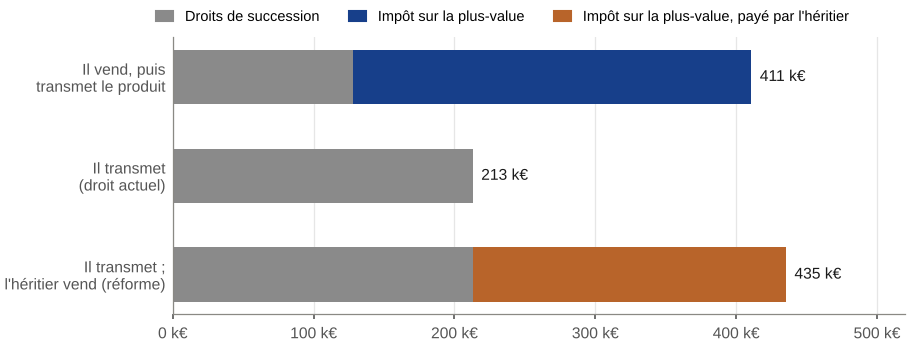 Droits de succession
Impôt sur la plus-value
Impôt sur la plus-value, payé par l'héritier
Il vend, puis
transmet le produit
411 k€
Il transmet
(droit actuel)
213 k€
Il transmet ;
l'héritier vend (réforme)
435 k€
0 k€
100 k€
200 k€
300 k€
400 k€
500 k€